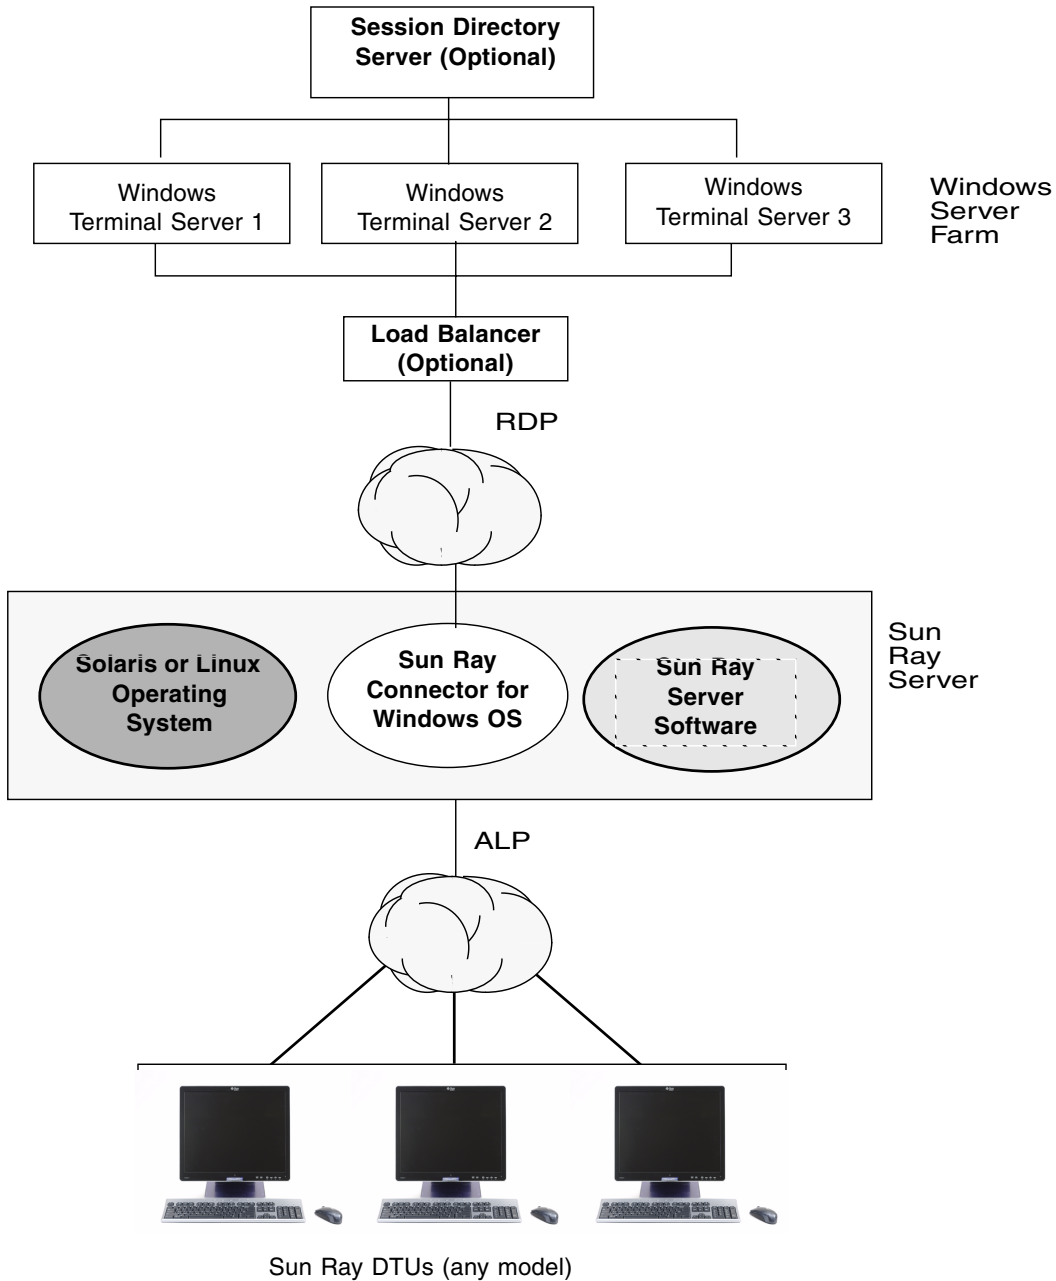 Session Directory
Server (Optional)
Windows
Terminal Server 1
Windows
Terminal Server 2
Windows
Terminal Server 3
Windows
Server
Farm
Load Balancer
(Optional)
RDP
Solaris or Linux
Operating
System
Sun Ray
Connector for
Windows OS
Sun Ray
Server
Software
Sun
Ray
Server
ALP
Sun Ray DTUs (any model)